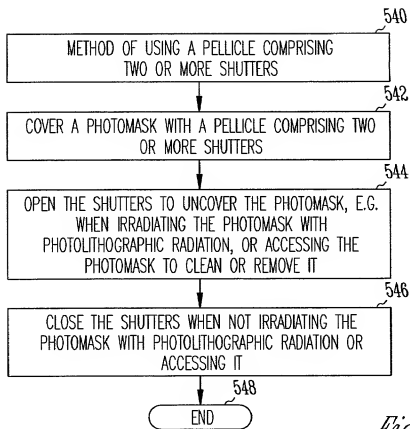 540
METHOD OF USING A PELLICLE COMPRISING
TWO OR MORE SHUTTERS
542
COVER A PHOTOMASK WITH A PELLICLE COMPRISING TWO
OR MORE SHUTTERS
544
OPEN THE SHUTTERS TO UNCOVER THE PHOTOMASK, E.G.
WHEN IRRADIATING THE PHOTOMASK WITH
PHOTOLITHOGRAPHIC RADIATION, OR ACCESSING THE
PHOTOMASK TO CLEAN OR REMOVE IT
546
CLOSE THE SHUTTERS WHEN NOT IRRADIATING THE
PHOTOMASK WITH PHOTOLITHOGRAPHIC RADIATION OR
ACCESSING IT
548
END
Fig